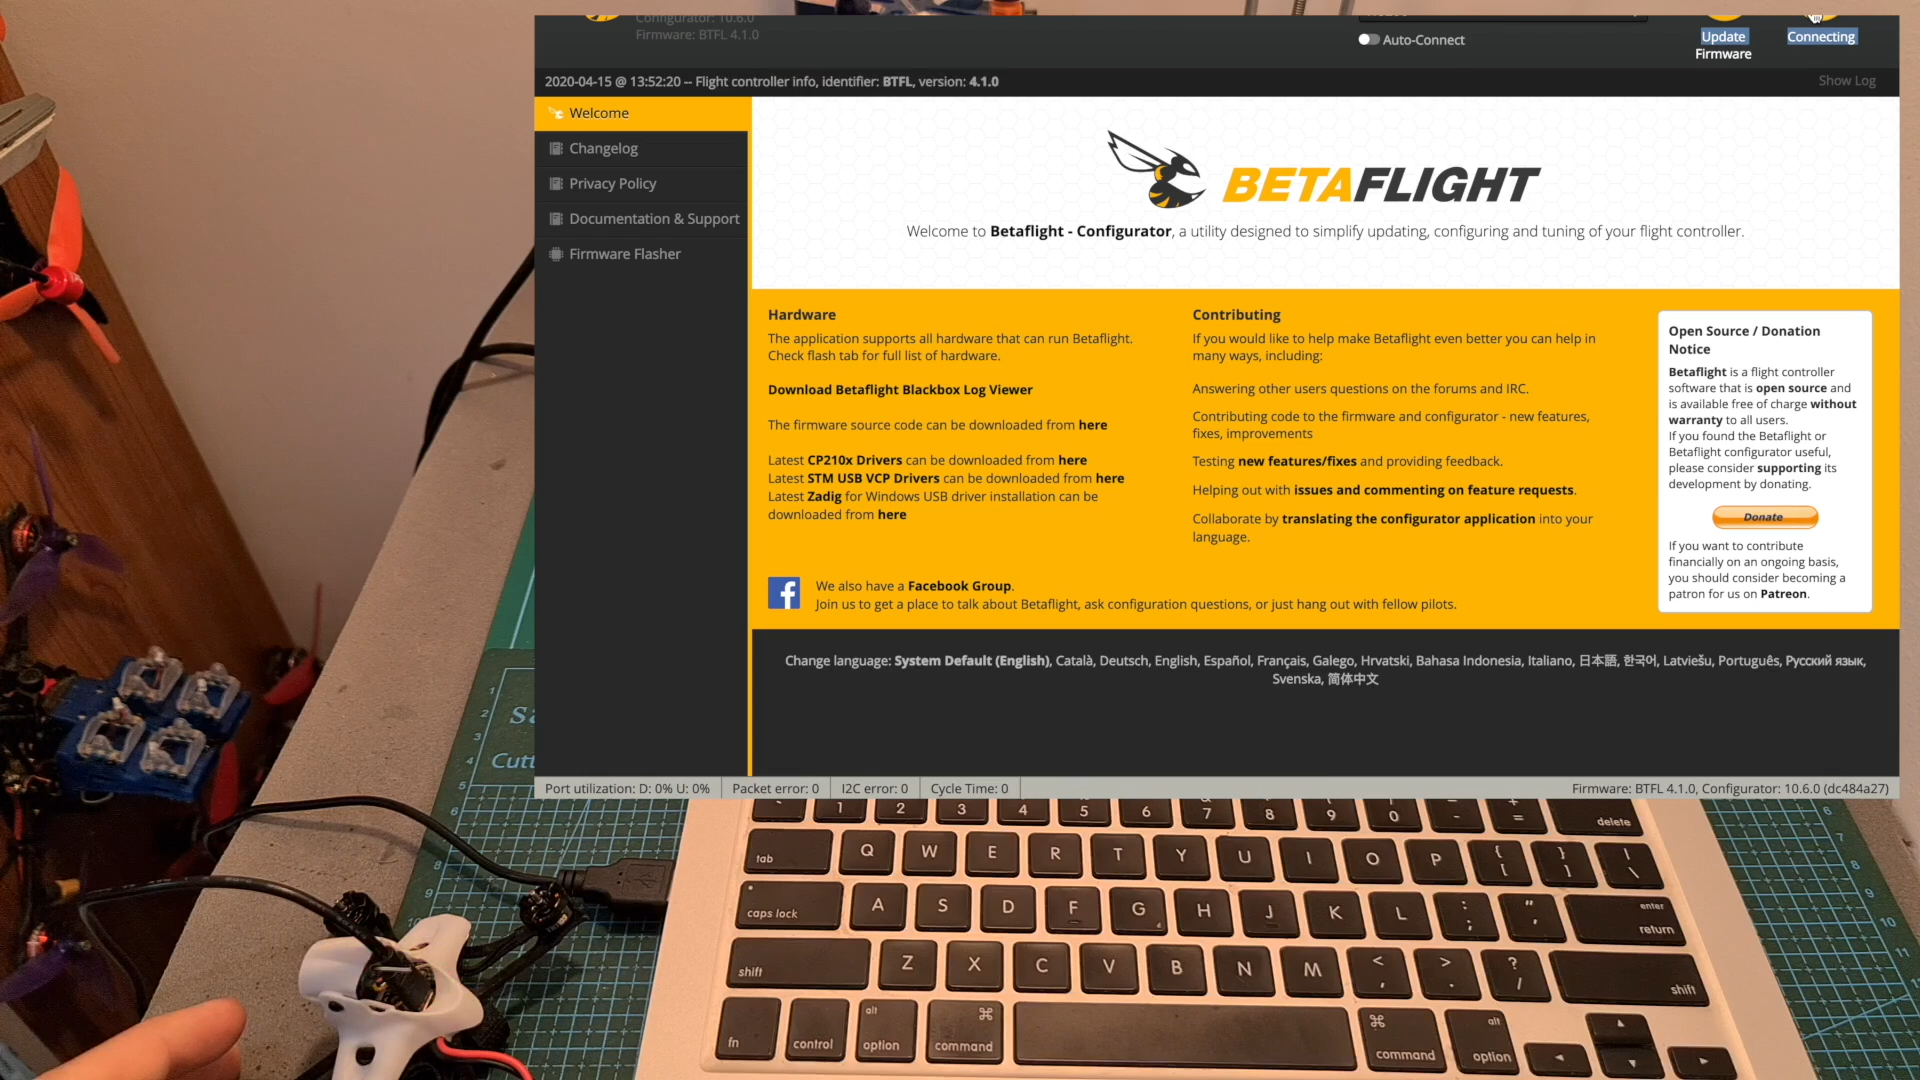 Configurator: 10.6.0
Firmware: BTFL 4.1.0
Auto-Connect
Update
Firmware
Connecting
2020-04-15 @ 13:52:20 -- Flight controller info, identifier: BTFL, version: 4.1.0
Show Log
Welcome
Changelog
Privacy Policy
Documentation & Support
Firmware Flasher
BETAFLIGHT
Welcome to Betaflight - Configurator, a utility designed to simplify updating, configuring and tuning of your flight controller.
Hardware
The application supports all hardware that can run Betaflight.
Check flash tab for full list of hardware.
Download Betaflight Blackbox Log Viewer
The firmware source code can be downloaded from here
Latest CP210x Drivers can be downloaded from here
Latest STM USB VCP Drivers can be downloaded from here
Latest Zadig for Windows USB driver installation can be
downloaded from here
Contributing
If you would like to help make Betaflight even better you can help in
many ways, including:
Answering other users questions on the forums and IRC.
Contributing code to the firmware and configurator - new features,
fixes, improvements
Testing new features/fixes and providing feedback.
Helping out with issues and commenting on feature requests.
Collaborate by translating the configurator application into your
language.
Open Source / Donation
Notice
Betaflight is a flight controller
software that is open source and
is available free of charge without
warranty to all users.
If you found the Betaflight or
Betaflight configurator useful,
please consider supporting its
development by donating.
Donate
If you want to contribute
financially on an ongoing basis,
you should consider becoming a
patron for us on Patreon.
We also have a Facebook Group.
Join us to get a place to talk about Betaflight, ask configuration questions, or just hang out with fellow pilots.
Change language: System Default (English), Català, Deutsch, English, Español, Français, Galego, Hrvatski, Bahasa Indonesia, Italiano, 日本語, 한국어, Latviešu, Português, Русский язык,
Svenska, 简体中文
Port utilization: D: 0% U: 0%
Packet error: 0
I2C error: 0
Cycle Time: 0
Firmware: BTFL 4.1.0, Configurator: 10.6.0 (dc484a27)
1 2 3 4 5 6 7 8 9 0 - = delete
tab Q W E R T Y U I O P { [ } ] | \
caps lock A S D F G H J K L : ; " ' enter return
shift Z X C V B N M < , > . ? / shift
fn control alt option ⌘ command ⌘ command alt option